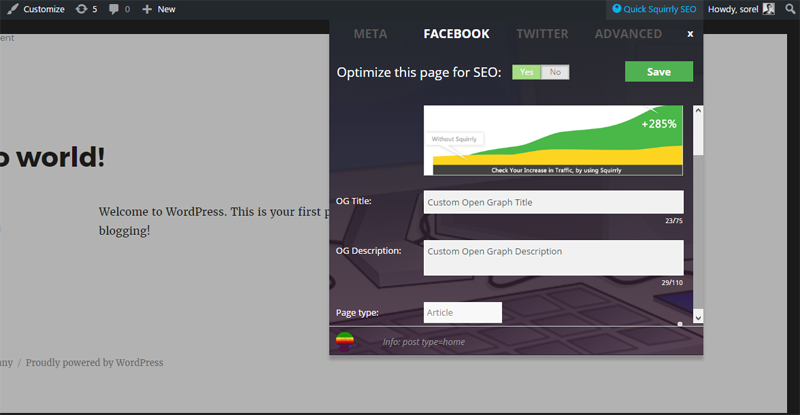 Customize 5 0 New Quick Squirrly SEO Howdy, sorel
ent
META FACEBOOK TWITTER ADVANCED x
Optimize this page for SEO: Yes No Save
+285%
Without Squirrly
Check Your Increase in Traffic, by using Squirrly
o world!
OG Title: Custom Open Graph Title
23/75
Welcome to WordPress. This is your first p
blogging!
OG Description: Custom Open Graph Description
29/110
Page type: Article
Info: post type=home
any / Proudly powered by WordPress